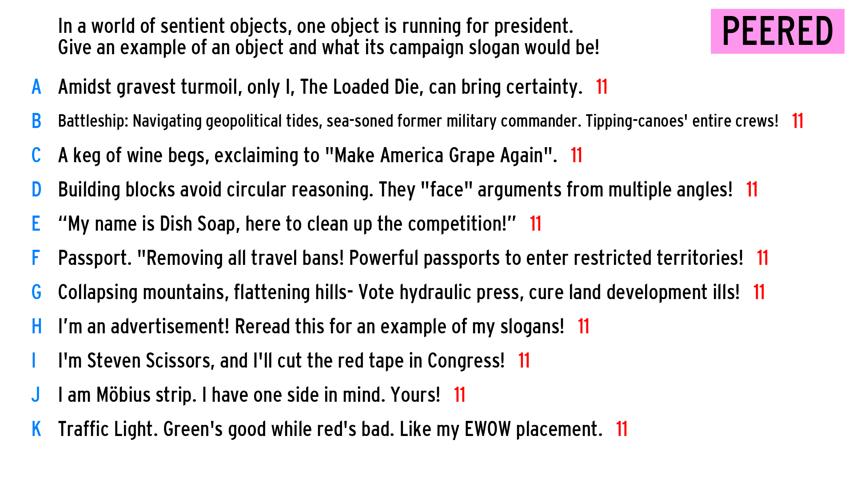 In a world of sentient objects, one object is running for president.
Give an example of an object and what its campaign slogan would be!
PEERED
A Amidst gravest turmoil, only I, The Loaded Die, can bring certainty. 11
B Battleship: Navigating geopolitical tides, sea-soned former military commander. Tipping-canoes' entire crews! 11
C A keg of wine begs, exclaiming to "Make America Grape Again". 11
D Building blocks avoid circular reasoning. They "face" arguments from multiple angles! 11
E “My name is Dish Soap, here to clean up the competition!” 11
F Passport. "Removing all travel bans! Powerful passports to enter restricted territories! 11
G Collapsing mountains, flattening hills- Vote hydraulic press, cure land development ills! 11
H I’m an advertisement! Reread this for an example of my slogans! 11
I I'm Steven Scissors, and I'll cut the red tape in Congress! 11
J I am Möbius strip. I have one side in mind. Yours! 11
K Traffic Light. Green's good while red's bad. Like my EWOW placement. 11